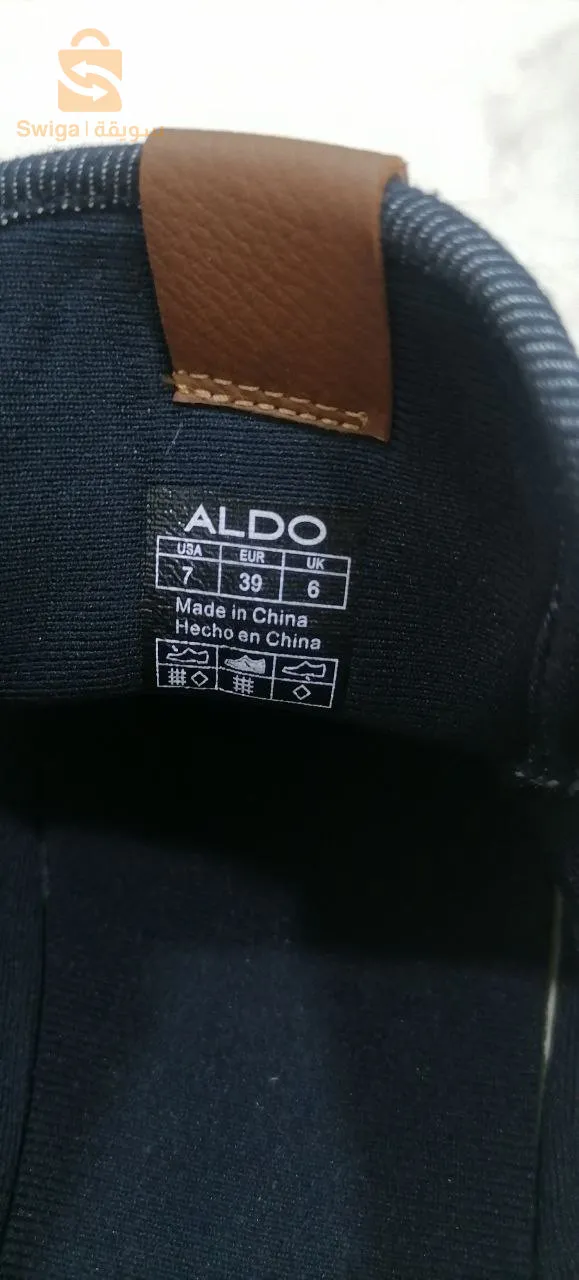 Swiga | سويقة
ALDO
USA EUR UK
7 39 6
Made in China
Hecho en China